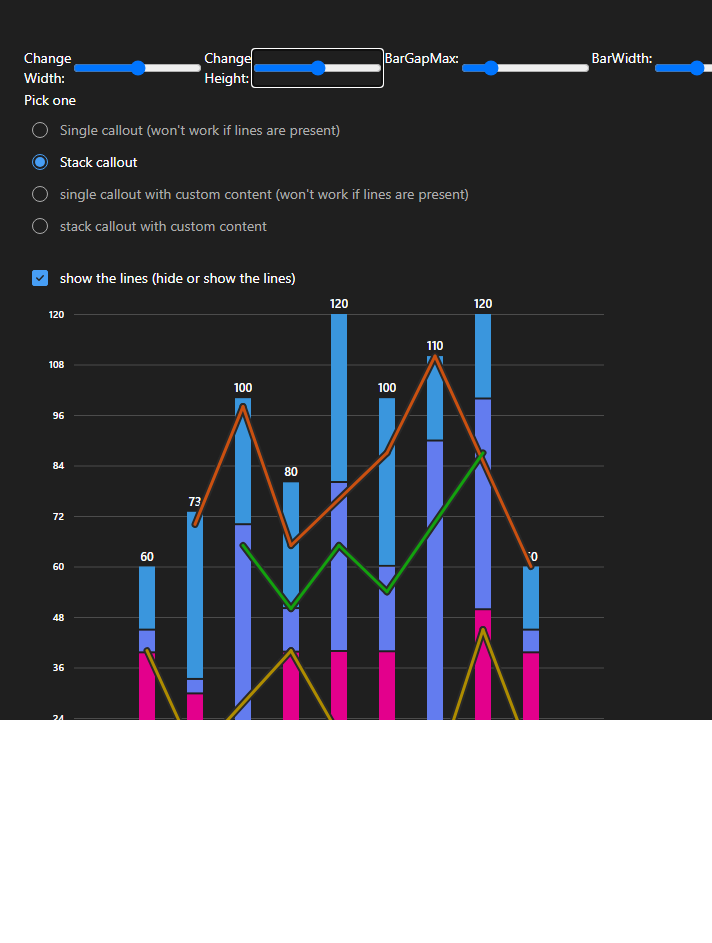 Change Width:
Change Height:
BarGapMax:
BarWidth:
Pick one
Single callout (won't work if lines are present)
Stack callout
single callout with custom content (won't work if lines are present)
stack callout with custom content
show the lines (hide or show the lines)
120
120
120
110
108
100
100
96
84
80
73
72
60
60
48
36
24